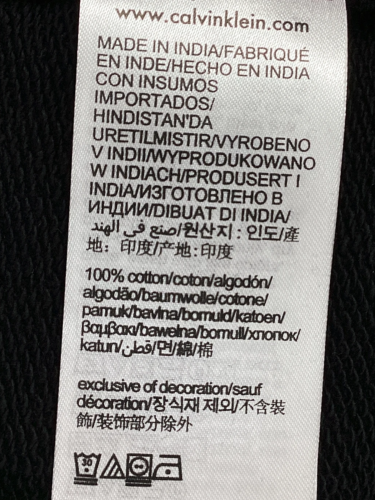 www.calvinklein.com
MADE IN INDIA/FABRIQUÉ
EN INDE/HECHO EN INDIA
CON INSUMOS
IMPORTADOS/
HINDISTAN'DA
URETILMISTIR/VYROBENO
V INDII/WYPRODUKOWANO
W INDIACH/PRODUSERT I
INDIA/ИЗГОТОВЛЕНО В
ИНДИИ/DIBUAT DI INDIA/
صنع في الهند/원산지 : 인도/產
地: 印度/产地:印度
100% cotton/coton/algodón/
algodão/baumwolle/cotone/
pamuk/bavlna/bomuld/katoen/
βαμβακι/bawełna/bomull/хлопок/
katun/قطن/면/綿/棉
exclusive of decoration/sauf
décoration/장식재 제외/不含裝
飾/装饰部分除外
30